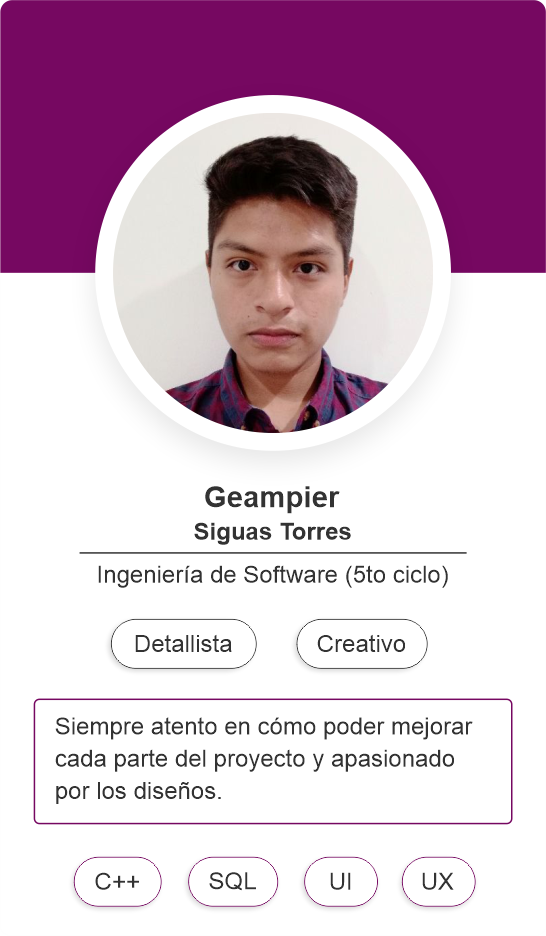 Geampier
Siguas Torres
Ingeniería de Software (5to ciclo)
Detallista Creativo
Siempre atento en cómo poder mejorar
cada parte del proyecto y apasionado
por los diseños.
C++ SQL UI UX